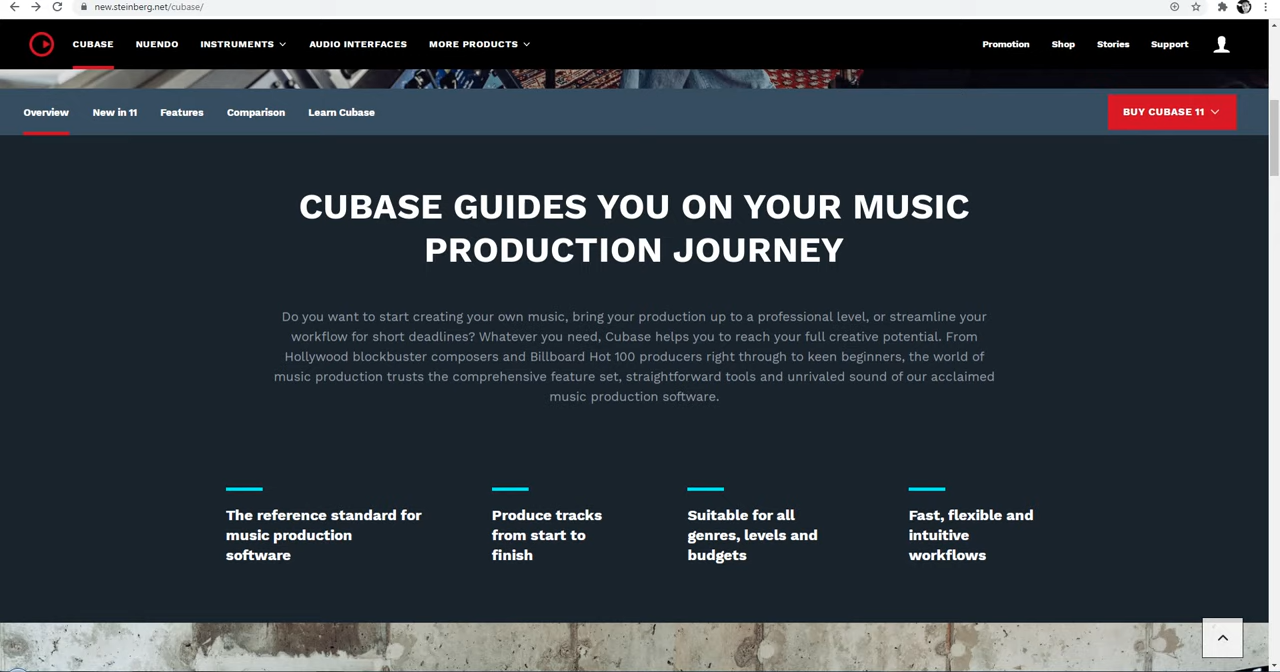 new.steinberg.net/cubase/
CUBASE NUENDO INSTRUMENTS AUDIO INTERFACES MORE PRODUCTS Promotion Shop Stories Support
Overview New in 11 Features Comparison Learn Cubase BUY CUBASE 11
CUBASE GUIDES YOU ON YOUR MUSIC
PRODUCTION JOURNEY
Do you want to start creating your own music, bring your production up to a professional level, or streamline your
workflow for short deadlines? Whatever you need, Cubase helps you to reach your full creative potential. From
Hollywood blockbuster composers and Billboard Hot 100 producers right through to keen beginners, the world of
music production trusts the comprehensive feature set, straightforward tools and unrivaled sound of our acclaimed
music production software.
The reference standard for
music production
software
Produce tracks
from start to
finish
Suitable for all
genres, levels and
budgets
Fast, flexible and
intuitive
workflows